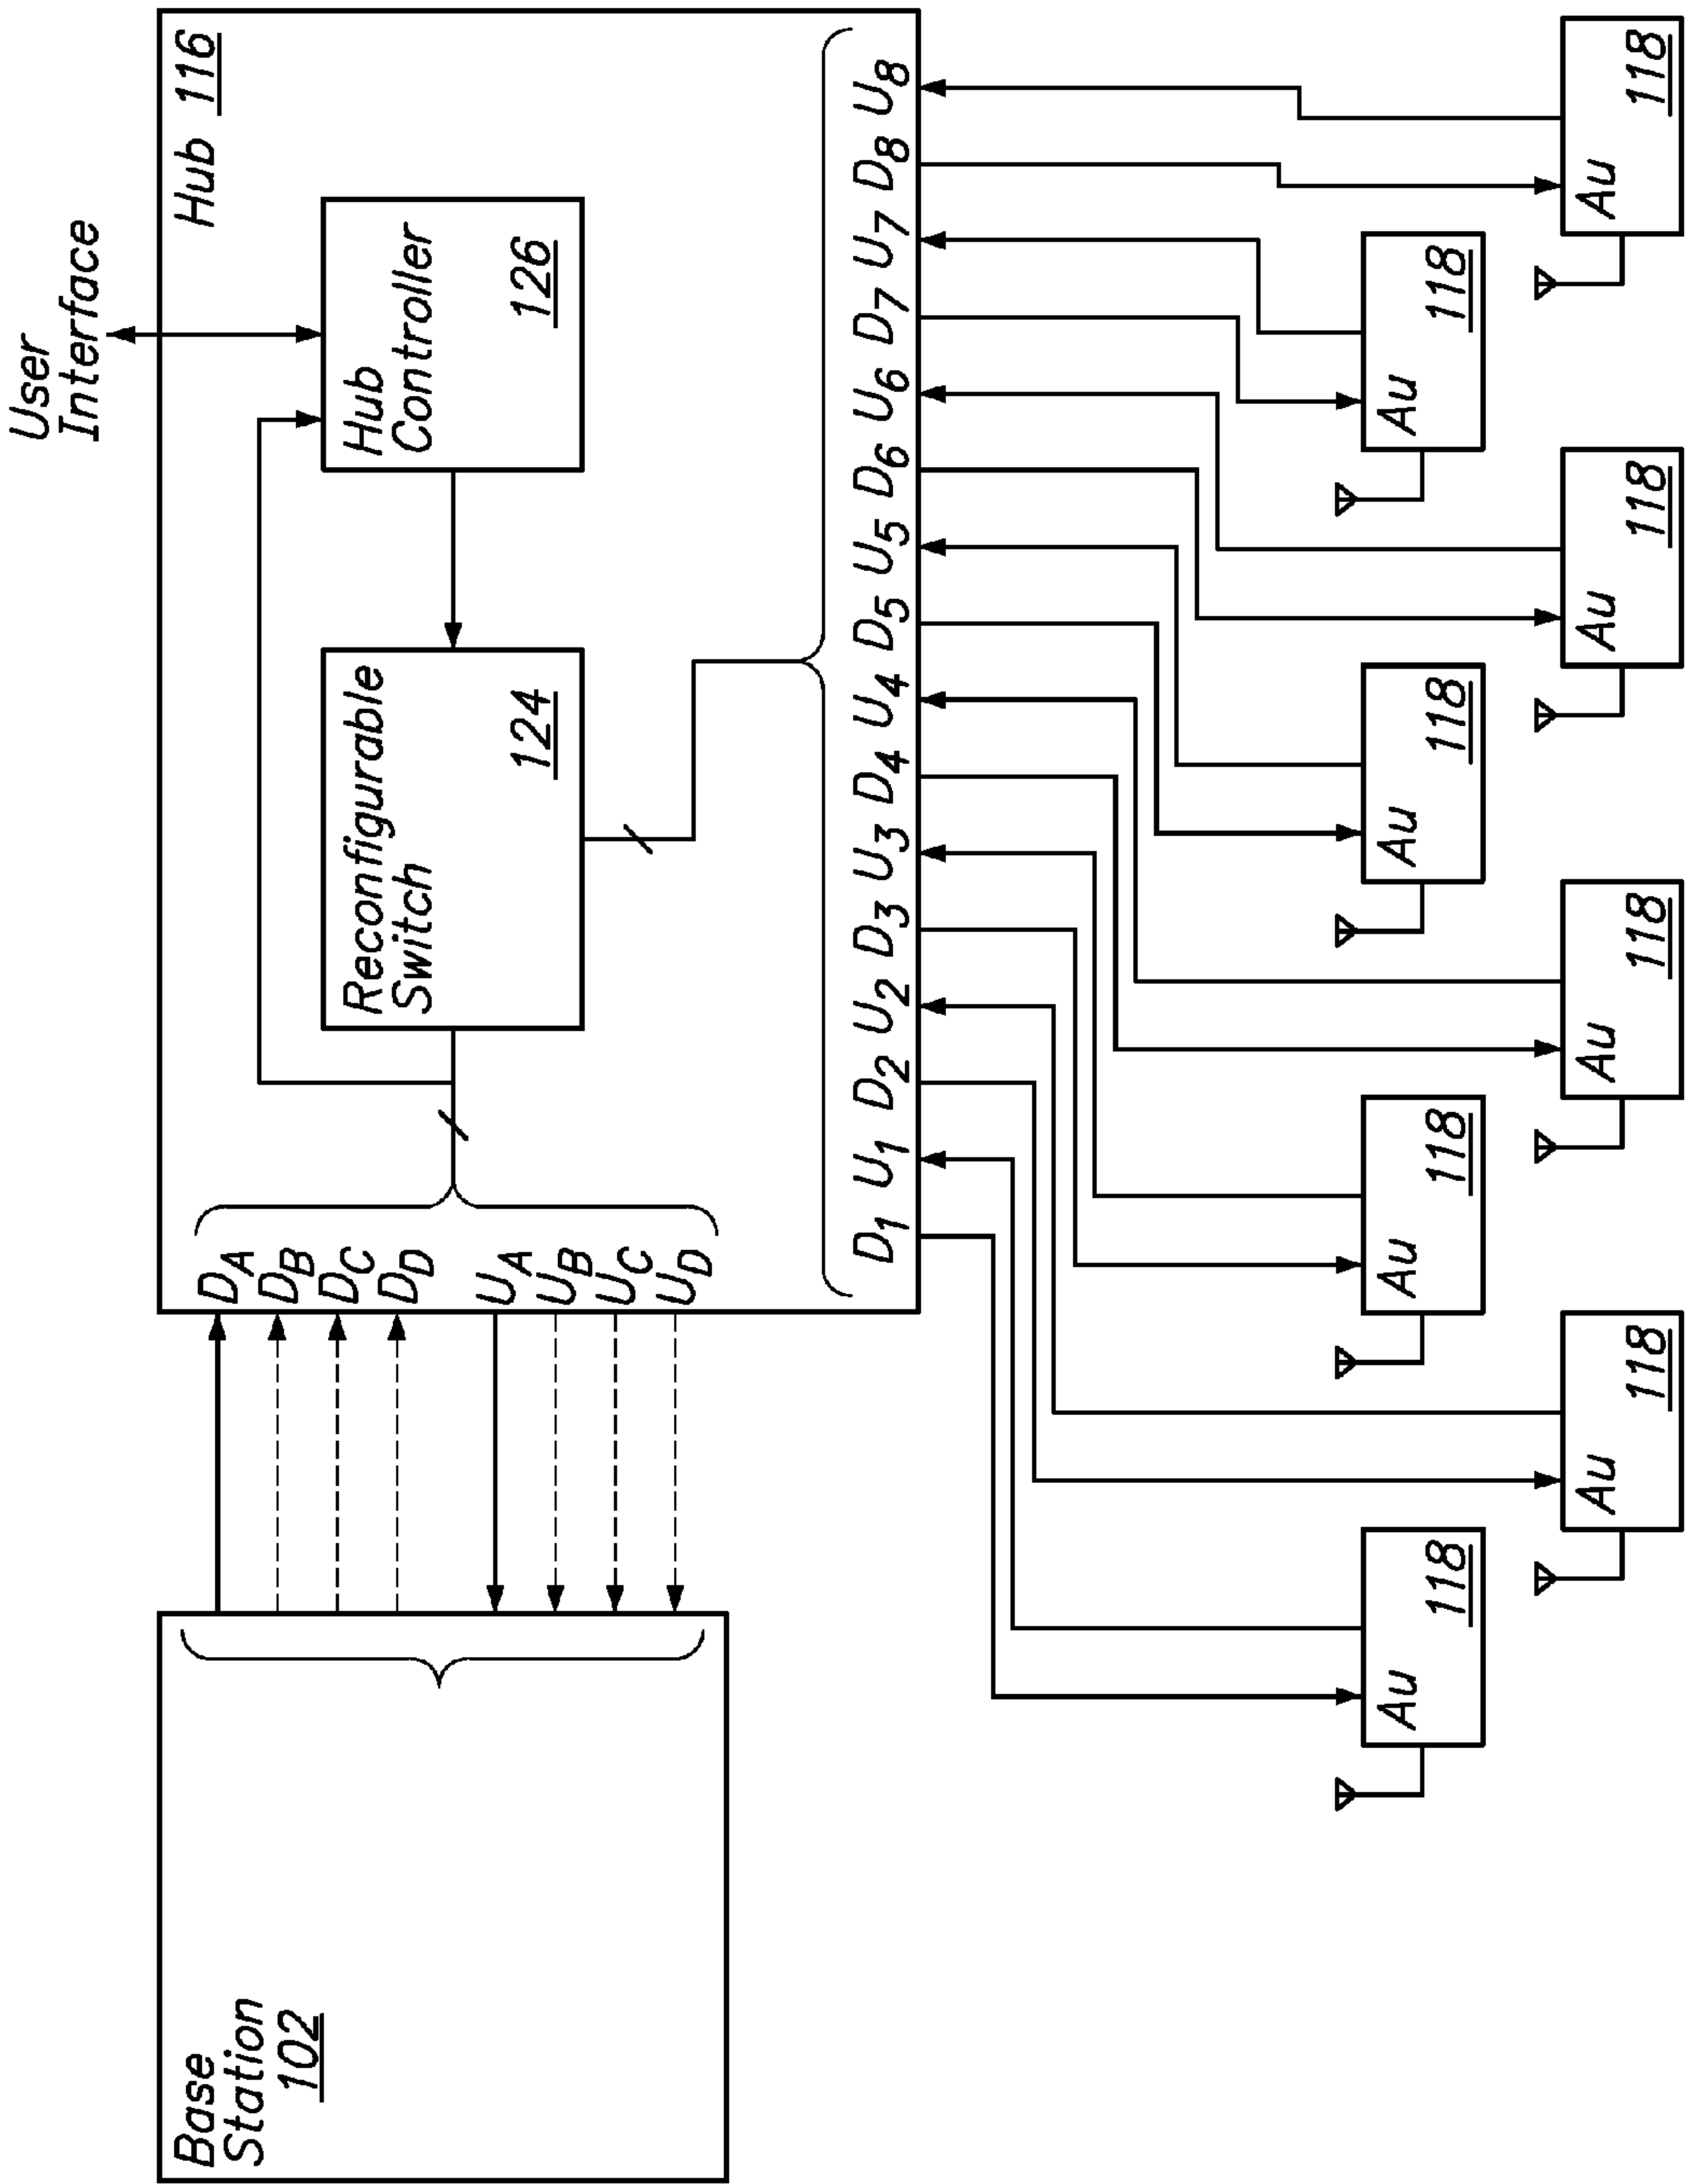 User
Interface
Hub 116
Hub
Controller
126
Reconfigurable
Switch
124
Base
Station
102
DA
DB
DC
DD
UA
UB
UC
UD
D1 U1 D2 U2 D3 U3 D4 U4 D5 U5 D6 U6 D7 U7 D8 U8
Au
118
Au
118
Au
118
Au
118
Au
118
Au
118
Au
118
Au
118